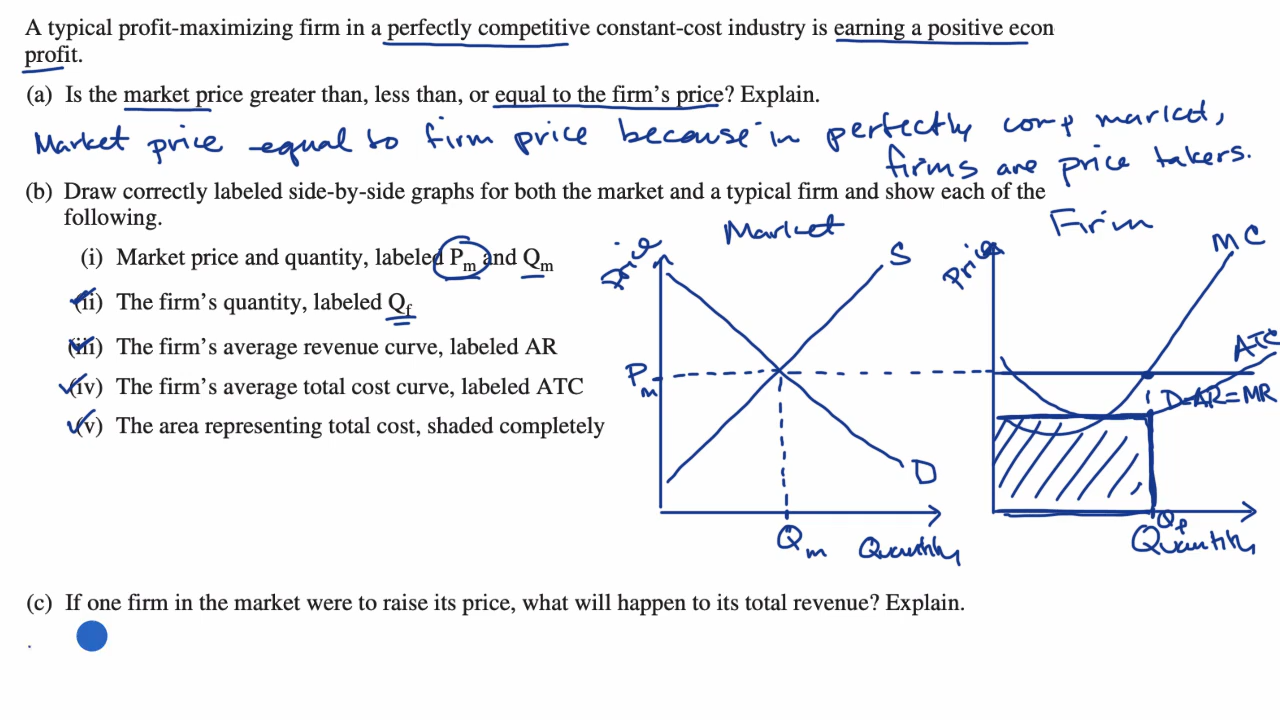 A typical profit-maximizing firm in a perfectly competitive constant-cost industry is earning a positive econ
profit.
(a) Is the market price greater than, less than, or equal to the firm's price? Explain.
Market price equal to firm price because in perfectly comp market,
firms are price takers.
(b) Draw correctly labeled side-by-side graphs for both the market and a typical firm and show each of the
following.
(i) Market price and quantity, labeled Pm and Qm
(ii) The firm's quantity, labeled Qf
(iii) The firm's average revenue curve, labeled AR
(iv) The firm's average total cost curve, labeled ATC
(v) The area representing total cost, shaded completely
Market
Price
S
Pm
D
Qm
Quantity
Firm
Price
MC
ATC
D=AR=MR
Qf
Quantity
(c) If one firm in the market were to raise its price, what will happen to its total revenue? Explain.